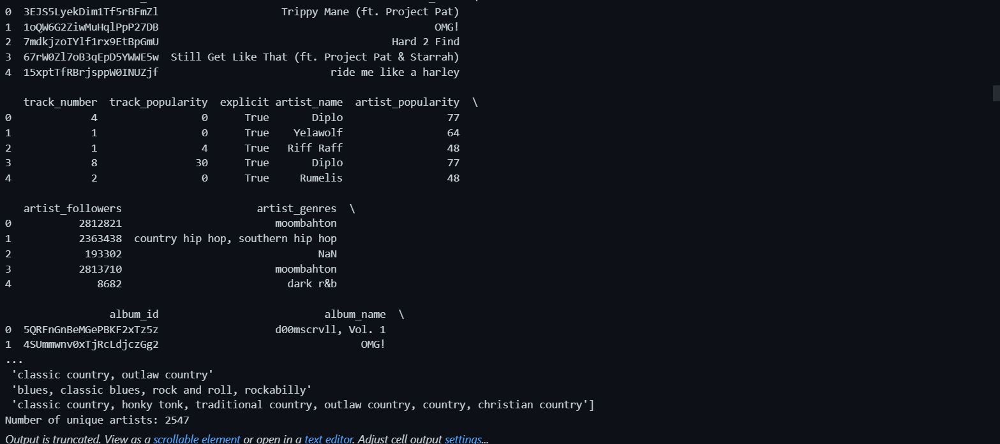 0  3EJS5LyekDim1Tf5rBFmZl                    Trippy Mane (ft. Project Pat)
1  1oQW6G2ZiwMuHqlPpP27DB                                             OMG!
2  7mdkjzoIYlf1rx9EtBpGmU                                      Hard 2 Find
3  67rW0Zl7oB3qEpD5YWWE5w  Still Get Like That (ft. Project Pat & Starrah)
4  15xptTfRBrjsppW0INUZjf                            ride me like a harley
track_number  track_popularity  explicit artist_name  artist_popularity  \
0             4                 0      True       Diplo                 77
1             1                 0      True    Yelawolf                 64
2             1                 4      True   Riff Raff                 48
3             8                30      True       Diplo                 77
4             2                 0      True     Rumelis                 48
artist_followers                      artist_genres  \
0           2812821                         moombahton
1           2363438  country hip hop, southern hip hop
2            193302                                NaN
3           2813710                         moombahton
4              8682                           dark r&b
album_id                           album_name  \
0  5QRFnGnBeMGePBKF2xTz5z                   d00mscrvll, Vol. 1
1  4SUmmwnv0xTjRcLdjczGg2                                 OMG!
...
'classic country, outlaw country'
'blues, classic blues, rock and roll, rockabilly'
'classic country, honky tonk, traditional country, outlaw country, country, christian country']
Number of unique artists: 2547
Output is truncated. View as a scrollable element or open in a text editor. Adjust cell output settings...